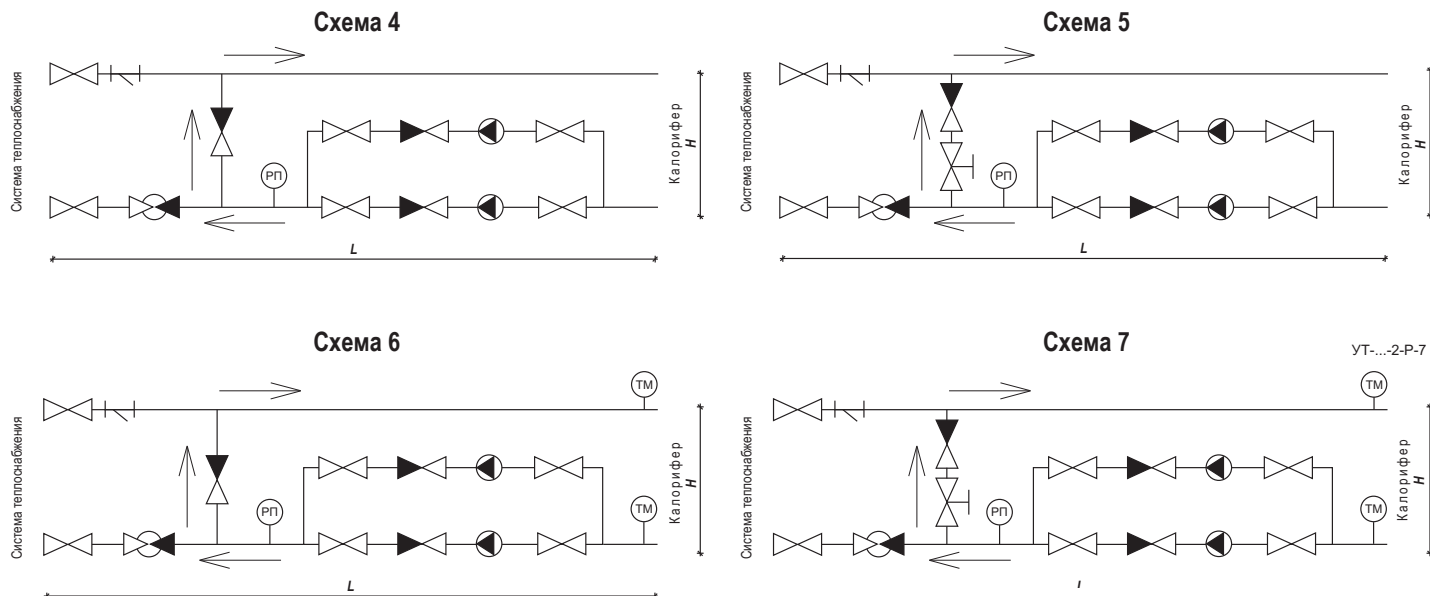 Схема 4
Система теплоснабжения
РП
Калорифер
H
L
Схема 5
Система теплоснабжения
РП
Калорифер
H
L
Схема 6
Система теплоснабжения
ТМ
РП
ТМ
Калорифер
H
L
Схема 7
УТ-...-2-Р-7
Система теплоснабжения
ТМ
РП
ТМ
Калорифер
H